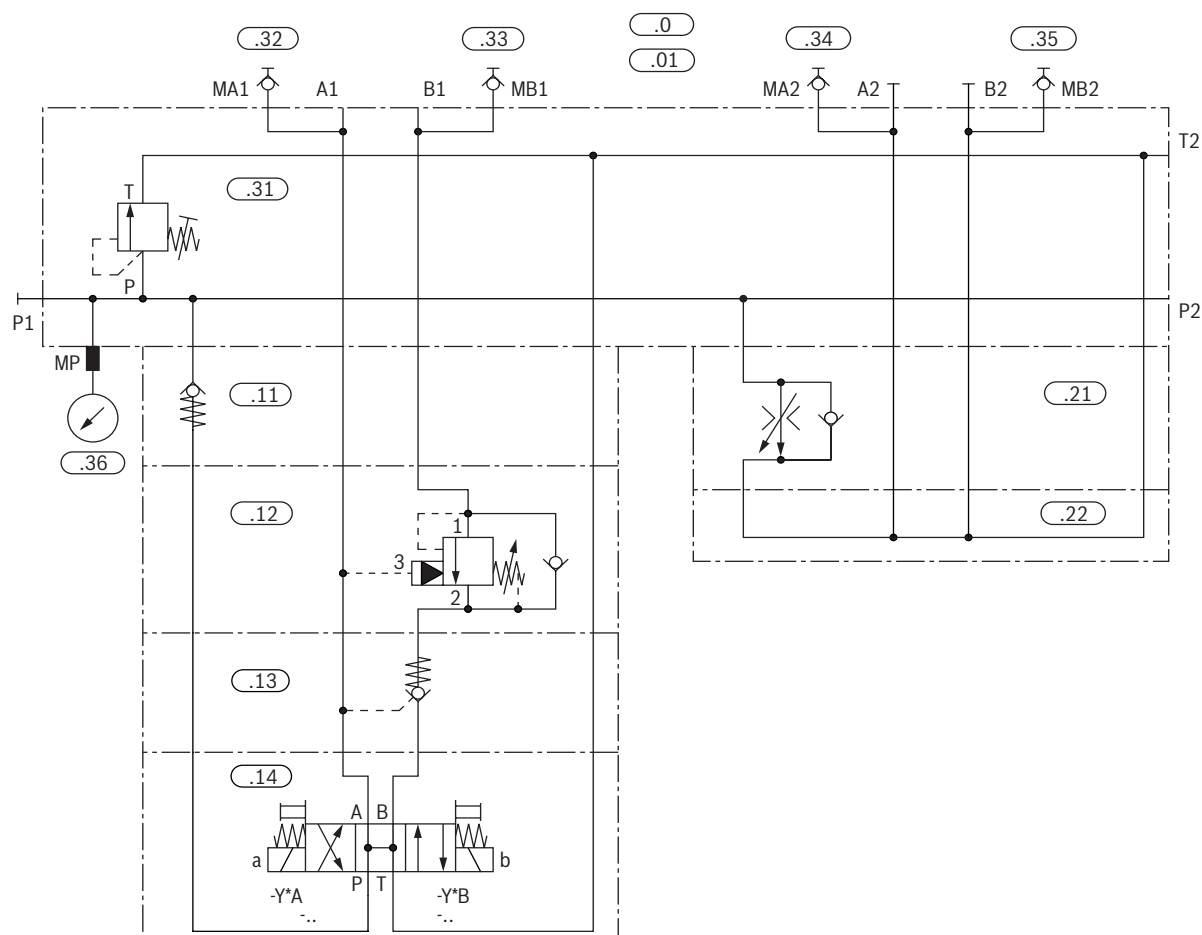 .0
.32 .33 .34 .35
.01
MA1 A1 B1 MB1 MA2 A2 B2 MB2
T2
.31
T
P
P1 P2
MP
.11 .21
.36
.12 .22
1
3
2
.13
.14
A B
a b
P T
-Y*A -Y*B
-.. -..